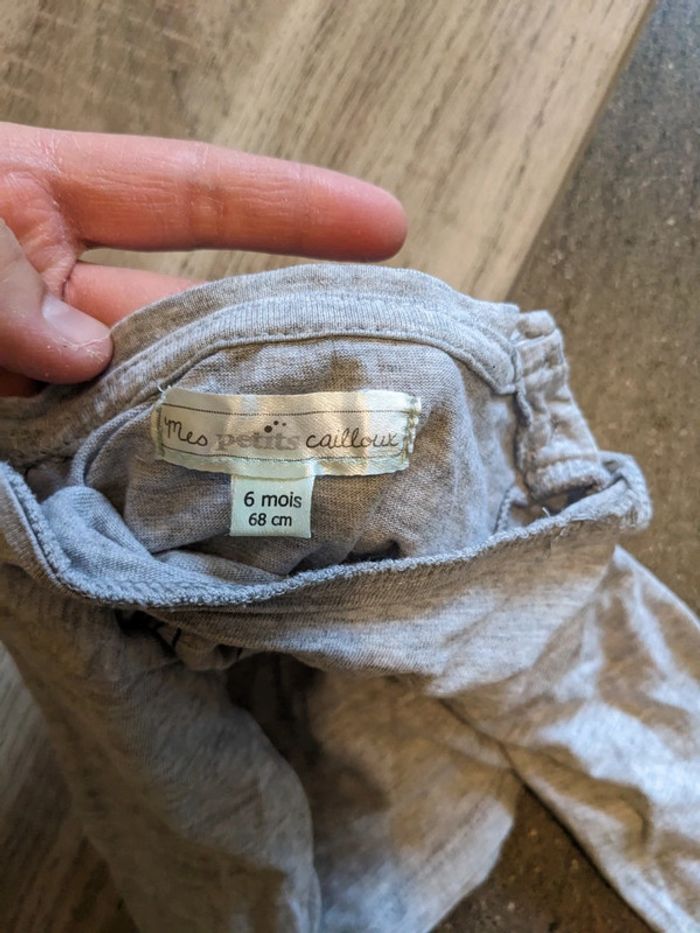 Mes petits cailloux
6 mois
68 cm